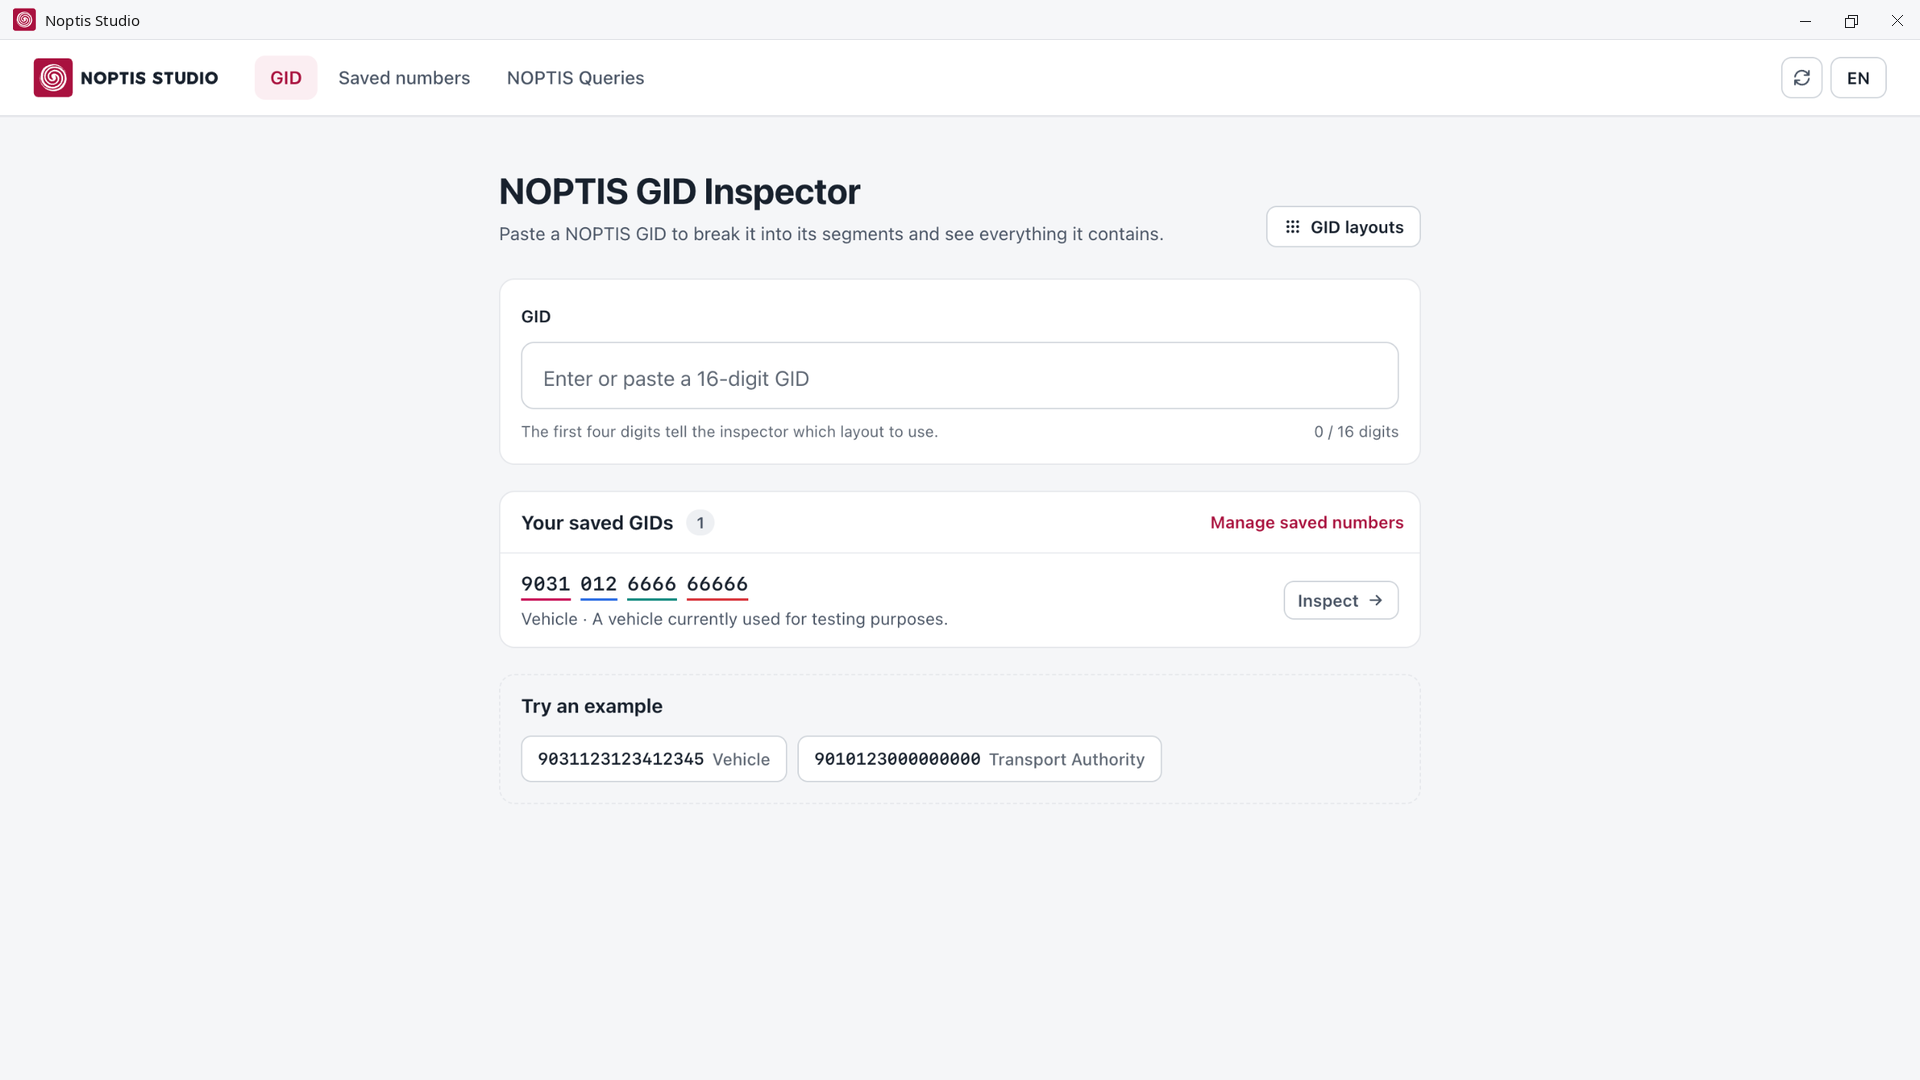 Noptis Studio
NOPTIS STUDIO
GID
Saved numbers
NOPTIS Queries
EN
NOPTIS GID Inspector
Paste a NOPTIS GID to break it into its segments and see everything it contains.
GID layouts
GID
Enter or paste a 16-digit GID
The first four digits tell the inspector which layout to use.
0 / 16 digits
Your saved GIDs 1
Manage saved numbers
9031 012 6666 66666
Vehicle · A vehicle currently used for testing purposes.
Inspect →
Try an example
9031123123412345 Vehicle
9010123000000000 Transport Authority